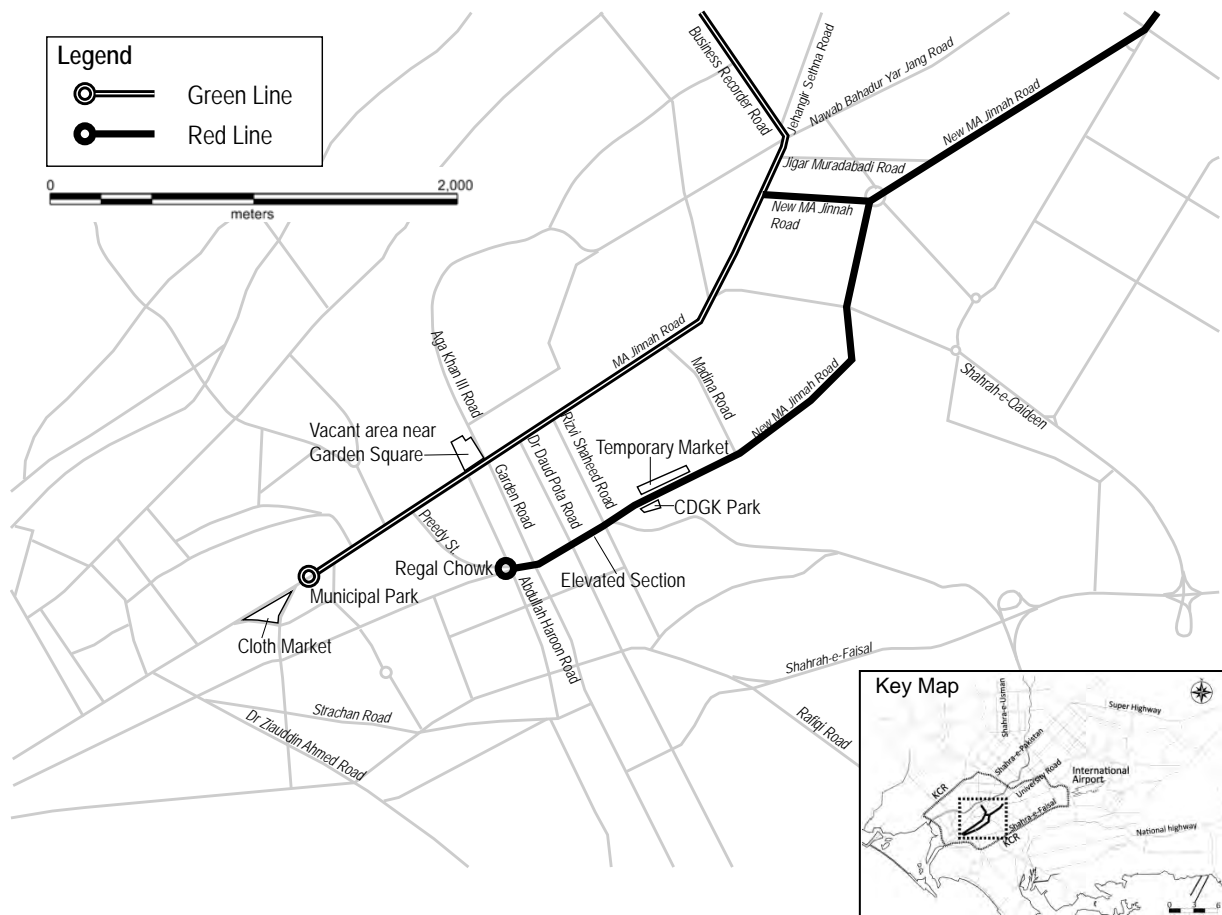 Legend
Green Line
Red Line
0
2,000
meters
Business Recorder Road
Jehangir Sethna Road
Nawab Bahadur Yar Jang Road
New MA Jinnah Road
Jigar Muradabadi Road
New MA Jinnah
Road
MA Jinnah Road
Aga Khan III Road
Madina Road
New MA Jinnah Road
Shahrah-e-Qaideen
Vacant area near
Garden Square
Rizvi Shaheed Road
Dr Daud Pota Road
Garden Road
Temporary Market
CDGK Park
Preedy St.
Regal Chowk
Elevated Section
Municipal Park
Cloth Market
Abdullah Haroon Road
Shahrah-e-Faisal
Rafiqi Road
Strachan Road
Dr Ziauddin Ahmed Road
Key Map
Shahra-e-Usman
Super Highway
Shahra-e-Pakistan
University Road
International
Airport
KCR
Shahra-e-Faisal
KCR
National highway
0 3 6